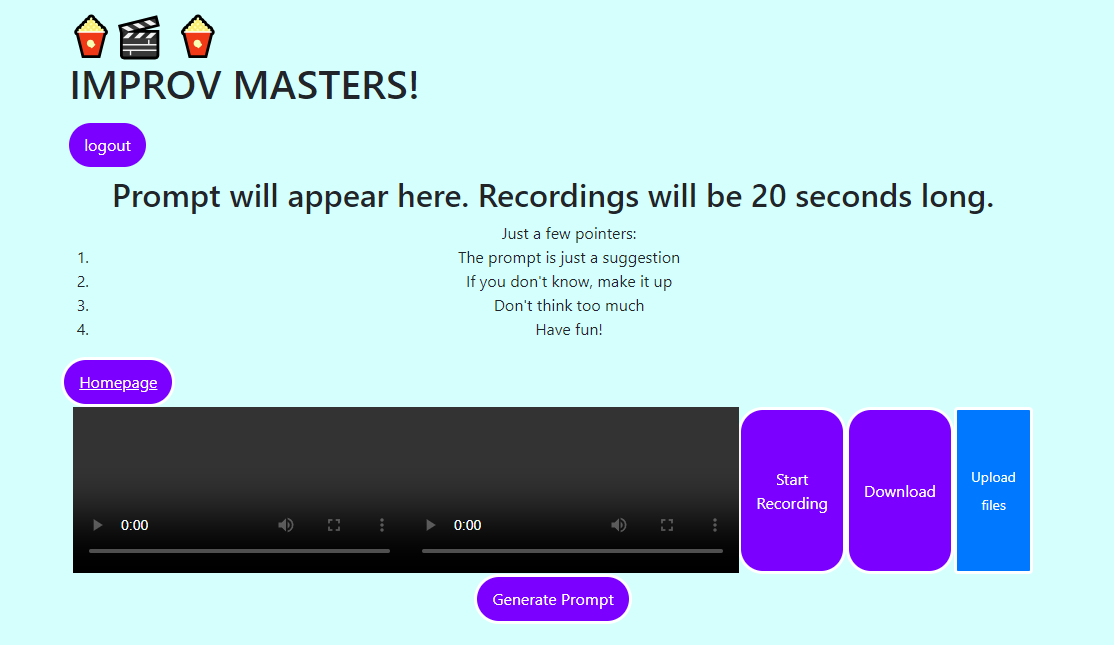 IMPROV MASTERS!
logout
Prompt will appear here. Recordings will be 20 seconds long.
Just a few pointers:
1. The prompt is just a suggestion
2. If you don't know, make it up
3. Don't think too much
4. Have fun!
Homepage
0:00
0:00
Start
Recording
Download
Upload
files
Generate Prompt